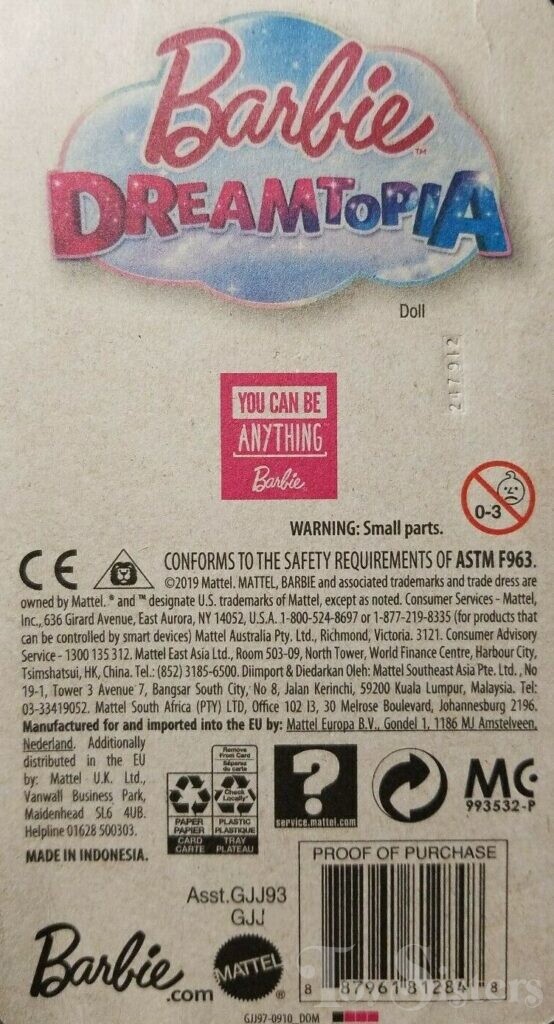 Barbie™
DREAMTOPIA
Doll
217912
YOU CAN BE
ANYTHING
Barbie
0-3
WARNING: Small parts.
CE
CONFORMS TO THE SAFETY REQUIREMENTS OF ASTM F963.
©2019 Mattel. MATTEL, BARBIE and associated trademarks and trade dress are
owned by Mattel. ® and ™ designate U.S. trademarks of Mattel, except as noted. Consumer Services - Mattel,
Inc., 636 Girard Avenue, East Aurora, NY 14052, U.S.A. 1-800-524-8697 or 1-877-219-8335 (for products that
can be controlled by smart devices) Mattel Australia Pty. Ltd., Richmond, Victoria. 3121. Consumer Advisory
Service - 1300 135 312. Mattel East Asia Ltd., Room 503-09, North Tower, World Finance Centre, Harbour City,
Tsimshatsui, HK, China. Tel.: (852) 3185-6500. Diimport & Diedarkan Oleh: Mattel Southeast Asia Pte. Ltd. , No
19-1, Tower 3 Avenue 7, Bangsar South City, No 8, Jalan Kerinchi, 59200 Kuala Lumpur, Malaysia. Tel:
03-33419052. Mattel South Africa (PTY) LTD, Office 102 I3, 30 Melrose Boulevard, Johannesburg 2196.
Manufactured for and imported into the EU by: Mattel Europa B.V., Gondel 1, 1186 MJ Amstelveen,
Nederland. Additionally
distributed in the EU
by: Mattel U.K. Ltd.,
Vanwall Business Park,
Maidenhead SL6 4UB.
Helpline 01628 500303.
MADE IN INDONESIA.
Remove
From Card
Séparez
du carte
Check
Locally
PAPER
PAPIER
CARD
CARTE
PLASTIC
PLASTIQUE
TRAY
PLATEAU
?
service.mattel.com
MC
993532-P
PROOF OF PURCHASE
8 87961 81284 8
Asst.GJJ93
GJJ
Barbie.com
MATTEL®
GJJ97-0910_DOM